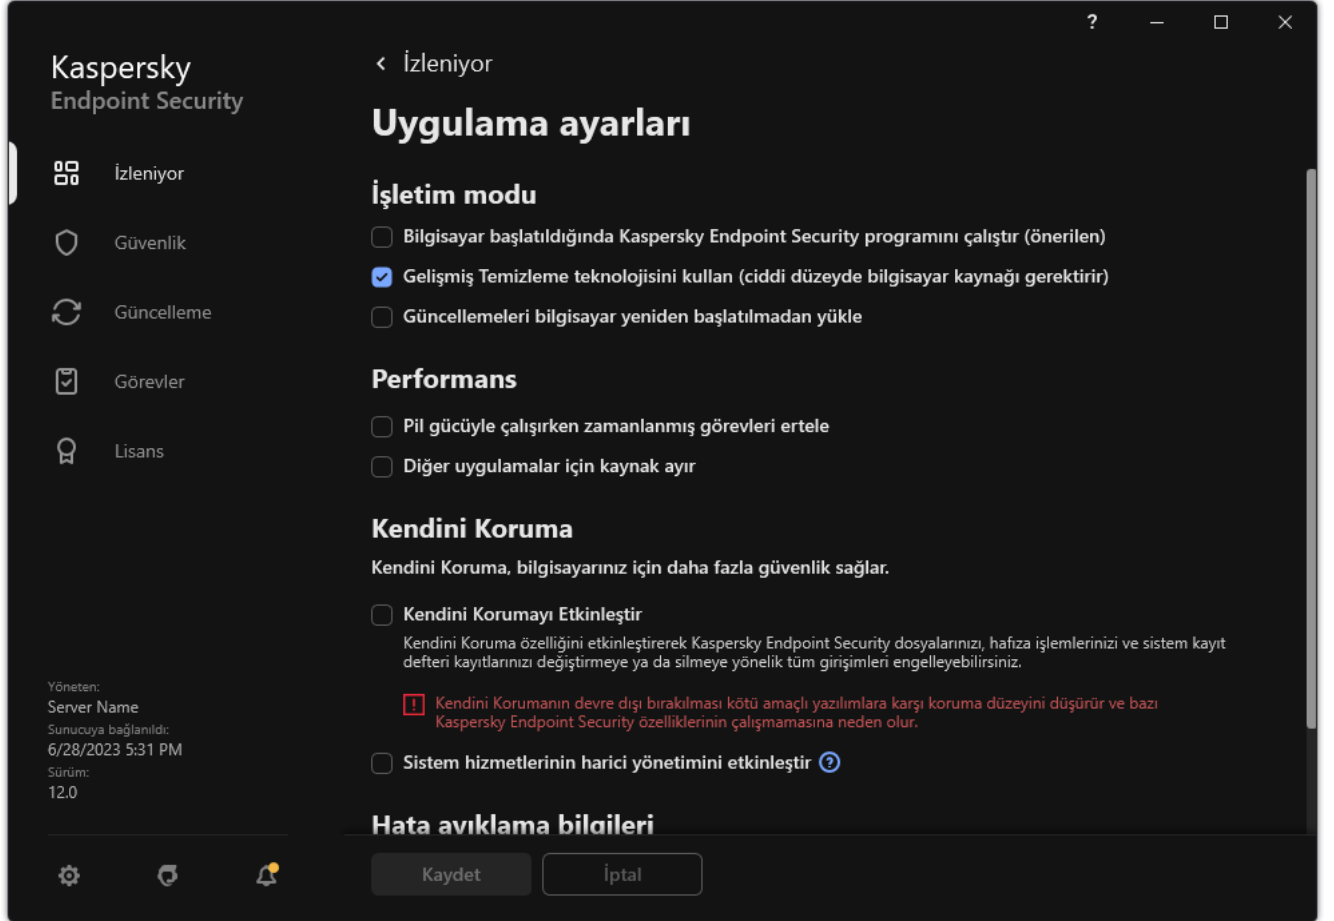 Kaspersky
Endpoint Security
İzleniyor
Güvenlik
Güncelleme
Görevler
Lisans
Yöneten:
Server Name
Sunucuya bağlanıldı:
6/28/2023 5:31 PM
Sürüm:
12.0
?
İzleniyor
Uygulama ayarları
İşletim modu
Bilgisayar başlatıldığında Kaspersky Endpoint Security programını çalıştır (önerilen)
Gelişmiş Temizleme teknolojisini kullan (ciddi düzeyde bilgisayar kaynağı gerektirir)
Güncellemeleri bilgisayar yeniden başlatılmadan yükle
Performans
Pil gücüyle çalışırken zamanlanmış görevleri ertele
Diğer uygulamalar için kaynak ayır
Kendini Koruma
Kendini Koruma, bilgisayarınız için daha fazla güvenlik sağlar.
Kendini Korumayı Etkinleştir
Kendini Koruma özelliğini etkinleştirerek Kaspersky Endpoint Security dosyalarınızı, hafıza işlemlerinizi ve sistem kayıt
defteri kayıtlarınızı değiştirmeye ya da silmeye yönelik tüm girişimleri engelleyebilirsiniz.
Kendini Korumanın devre dışı bırakılması kötü amaçlı yazılımlara karşı koruma düzeyini düşürür ve bazı
Kaspersky Endpoint Security özelliklerinin çalışmamasına neden olur.
Sistem hizmetlerinin harici yönetimini etkinleştir
Hata ayıklama bilgileri
Kaydet
İptal